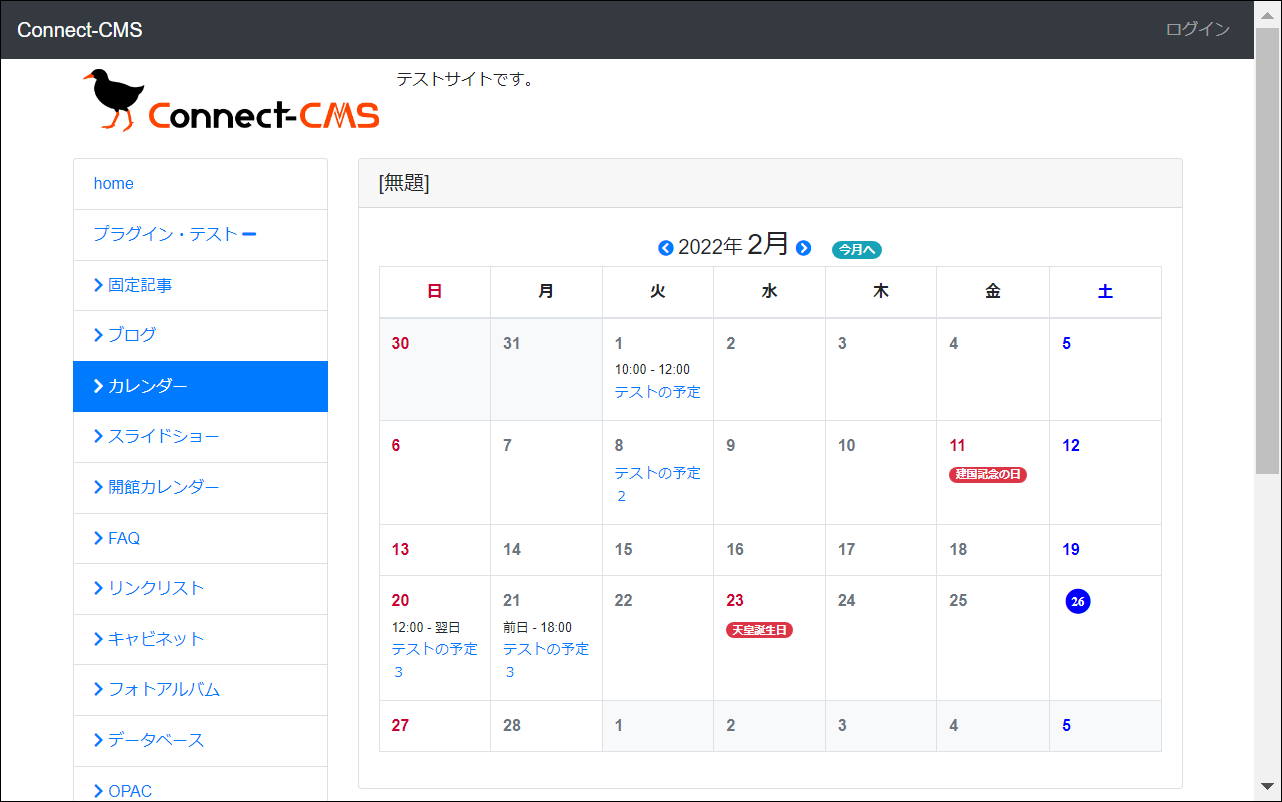 Connect-CMS
ログイン
Connect-CMS
テストサイトです。
home
プラグイン・テスト
固定記事
ブログ
カレンダー
スライドショー
開館カレンダー
FAQ
リンクリスト
キャビネット
フォトアルバム
データベース
OPAC
[無題]
2022年 2月 今月へ
日 月 火 水 木 金 土
30 31 1 2 3 4 5
10:00 - 12:00
テストの予定
6 7 8 9 10 11 12
テストの予定
2
建国記念の日
13 14 15 16 17 18 19
20 21 22 23 24 25 26
12:00 - 翌日
テストの予定
3
前日 - 18:00
テストの予定
3
天皇誕生日
27 28 1 2 3 4 5